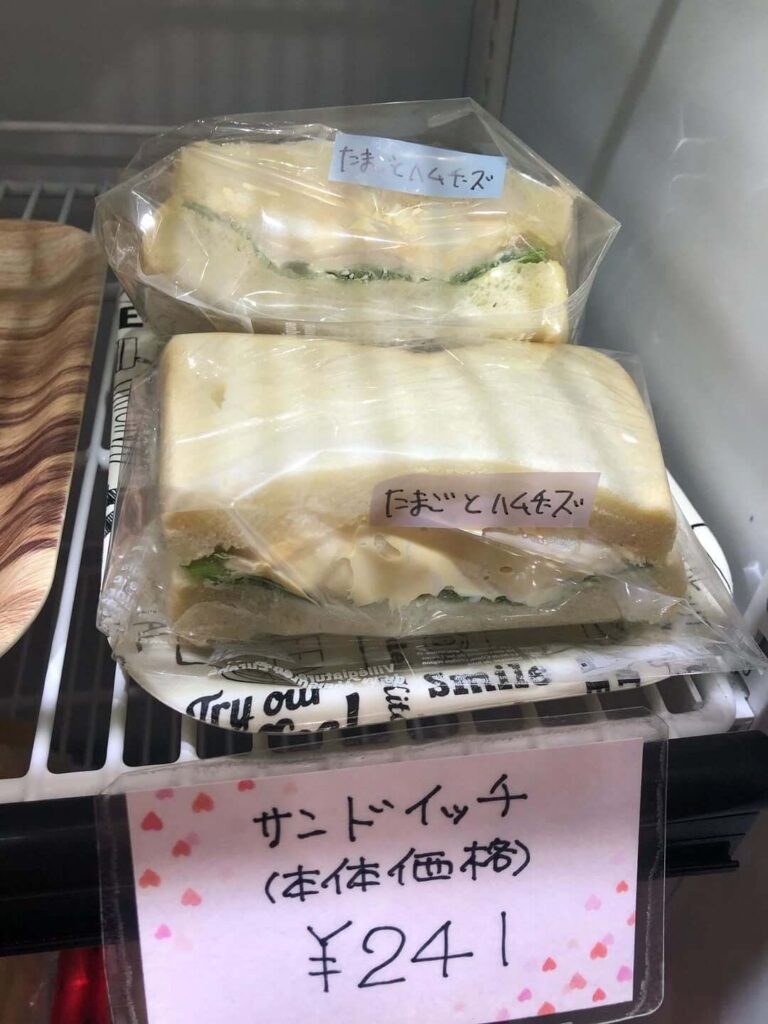 たまごとハムチーズ
たまごとハムチーズ
Try our
Smile
サンドイッチ
(本体価格)
¥241